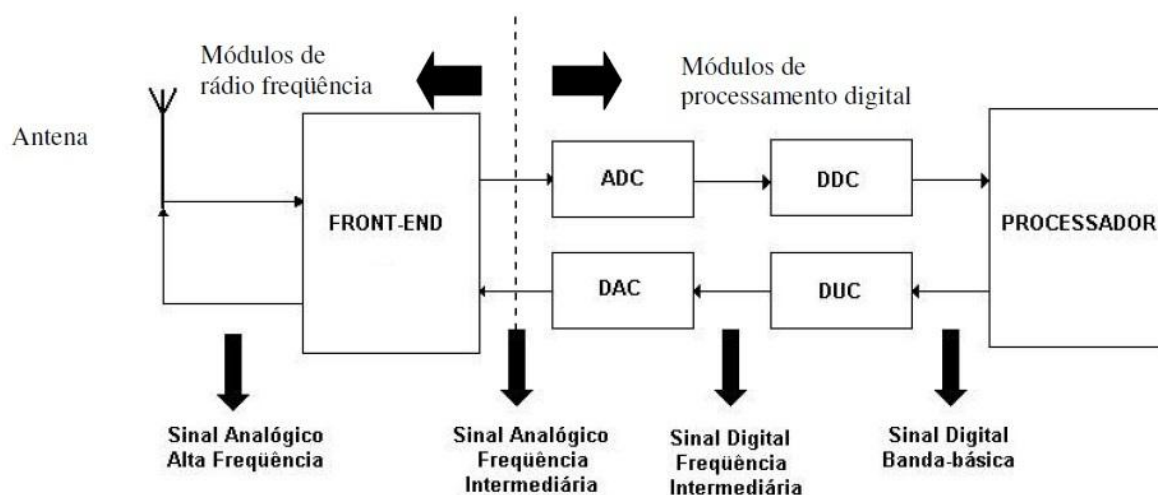 Módulos de
rádio freqüência
Módulos de
processamento digital
Antena
FRONT-END
ADC
DDC
PROCESSADOR
DAC
DUC
Sinal Analógico
Alta Freqüência
Sinal Analógico
Freqüência
Intermediária
Sinal Digital
Freqüência
Intermediária
Sinal Digital
Banda-básica